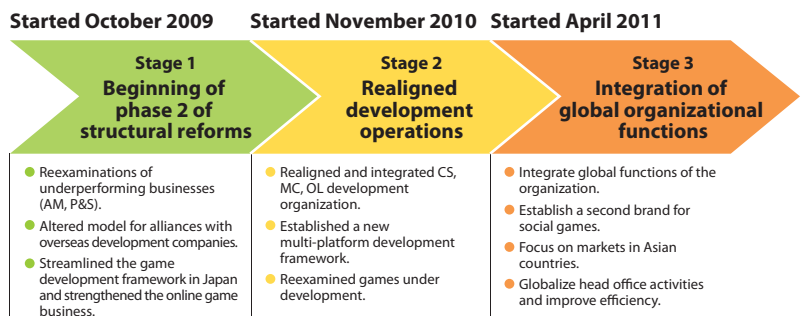 Started October 2009
Stage 1
Beginning of
phase 2 of
structural reforms
Reexaminations of
underperforming businesses
(AM, P&S).
Altered model for alliances with
overseas development companies.
Streamlined the game
development framework in Japan
and strengthened the online game
business.
Started November 2010
Stage 2
Realigned
development
operations
Realigned and integrated CS,
MC, OL development
organization.
Established a new
multi-platform development
framework.
Reexamined games under
development.
Started April 2011
Stage 3
Integration of
global organizational
functions
Integrate global functions of the
organization.
Establish a second brand for
social games.
Focus on markets in Asian
countries.
Globalize head office activities
and improve efficiency.